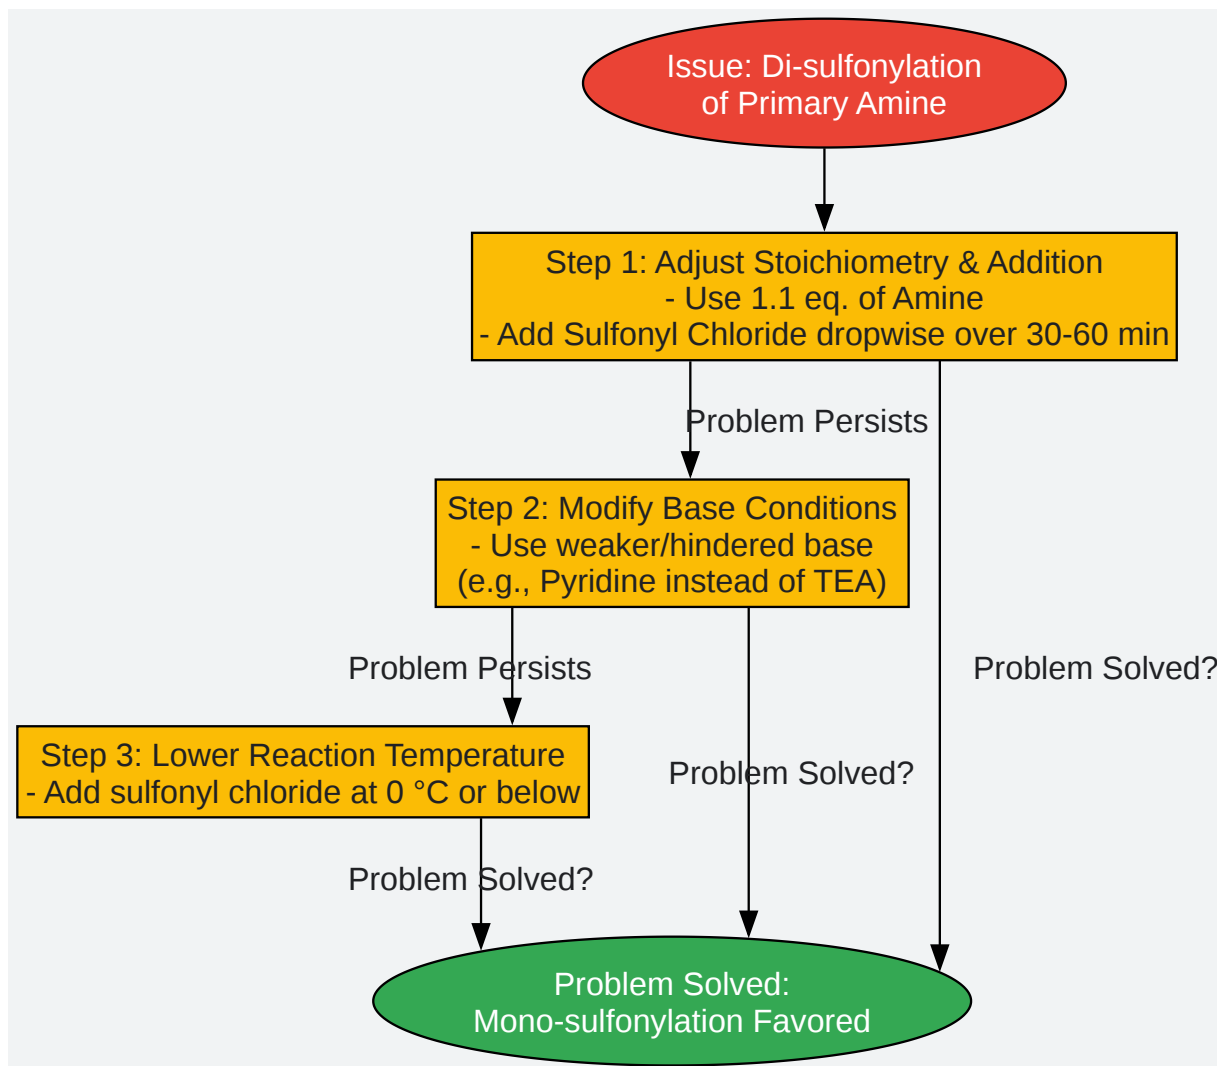 Issue: Di-sulfonylation
of Primary Amine
Step 1: Adjust Stoichiometry & Addition
- Use 1.1 eq. of Amine
- Add Sulfonyl Chloride dropwise over 30-60 min
Problem Persists
Step 2: Modify Base Conditions
- Use weaker/hindered base
(e.g., Pyridine instead of TEA)
Problem Persists
Problem Solved?
Step 3: Lower Reaction Temperature
- Add sulfonyl chloride at 0 °C or below
Problem Solved?
Problem Solved?
Problem Solved:
Mono-sulfonylation Favored